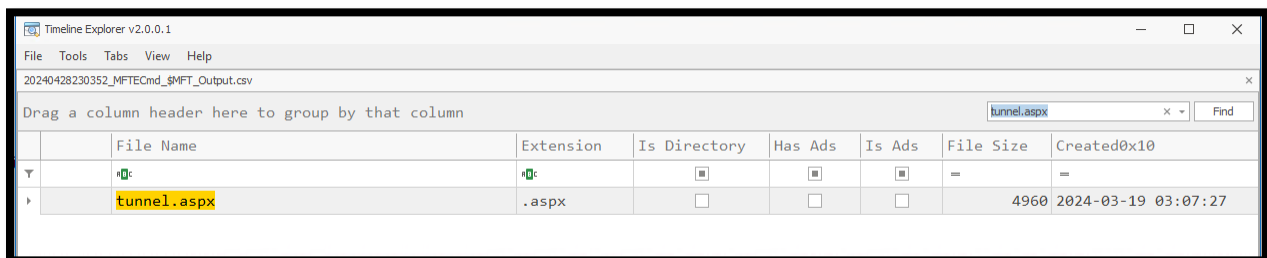 Timeline Explorer v2.0.0.1
File Tools Tabs View Help
20240428230352_MFTECmd_$MFT_Output.csv
Drag a column header here to group by that column
tunnel.aspx
Find
File Name Extension Is Directory Has Ads Is Ads File Size Created0x10
= =
tunnel.aspx .aspx 4960 2024-03-19 03:07:27